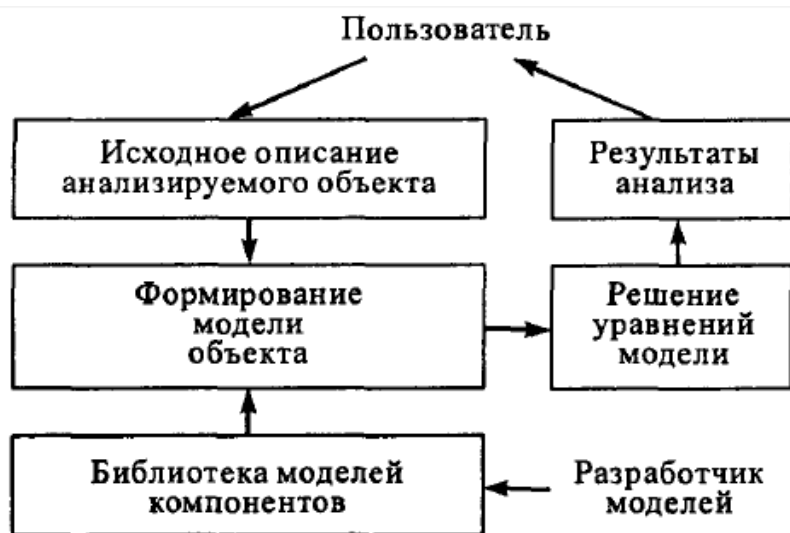 Пользователь
Исходное описание
анализируемого объекта
Результаты
анализа
Формирование
модели
объекта
Решение
уравнений
модели
Библиотека моделей
компонентов
Разработчик
моделей